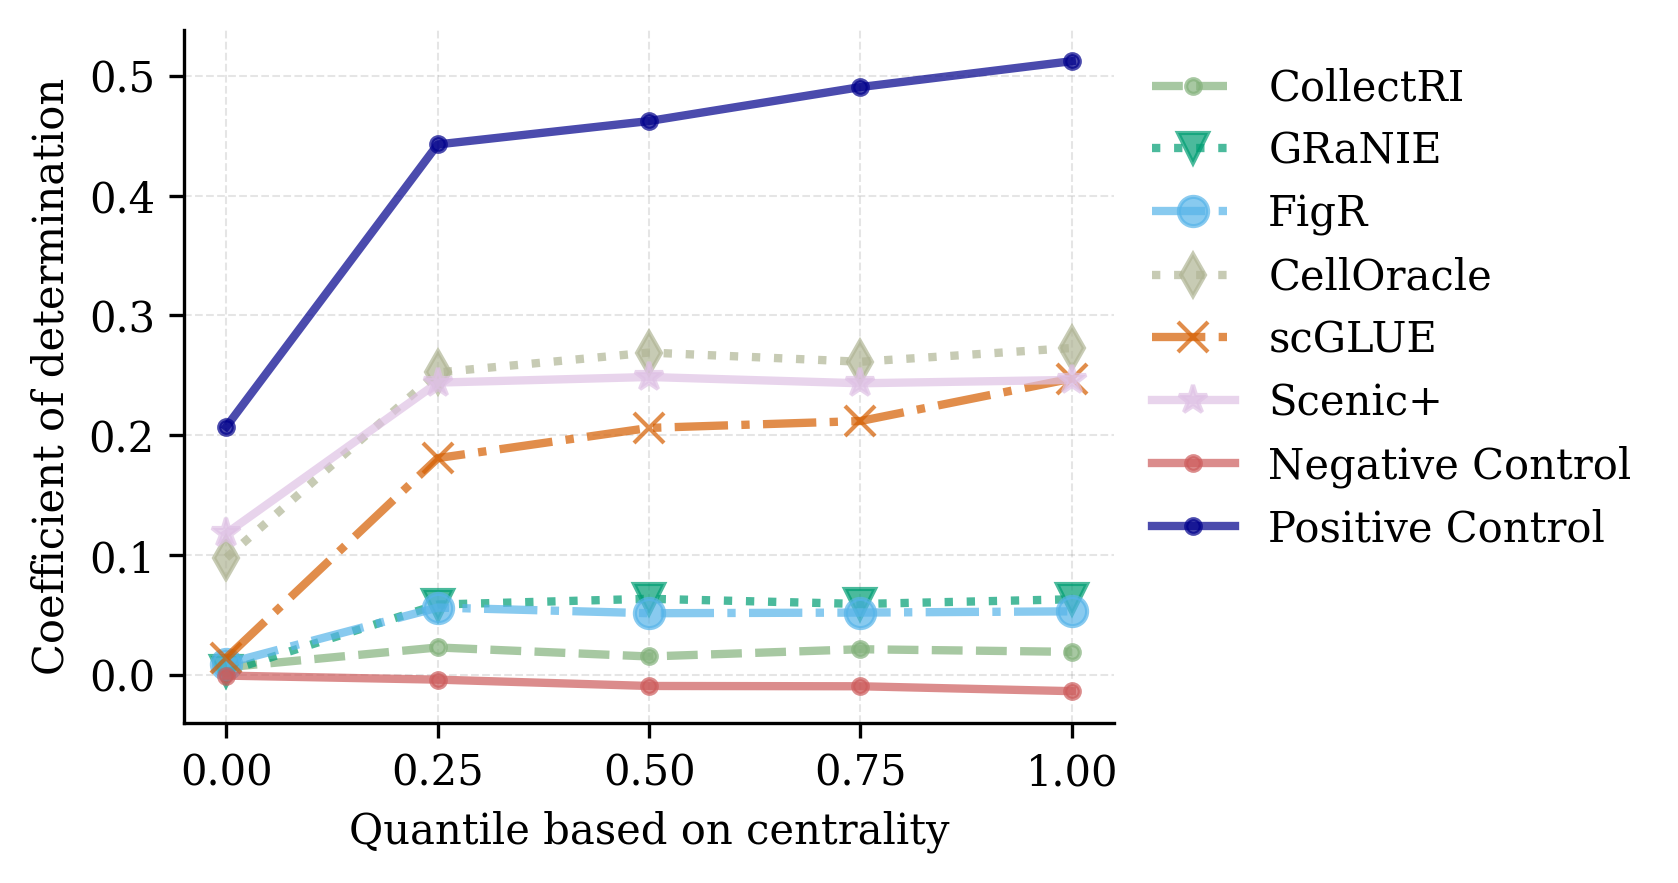 Coefficient of determination
0.5
0.4
0.3
0.2
0.1
0.0
0.00 0.25 0.50 0.75 1.00
Quantile based on centrality
CollectRI
GRaNIE
FigR
CellOracle
scGLUE
Scenic+
Negative Control
Positive Control